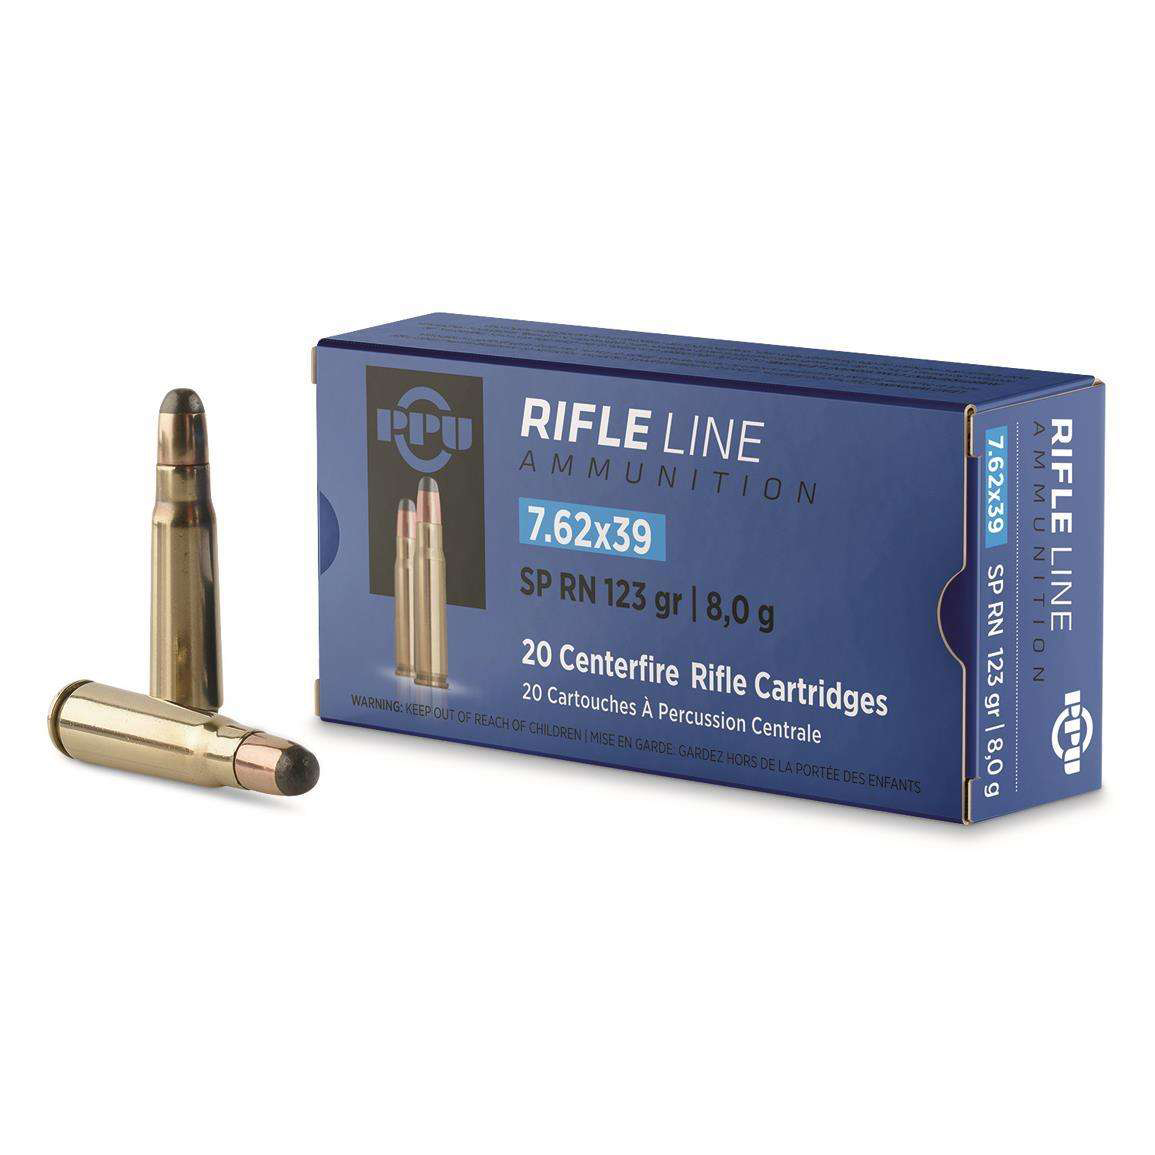 PPU
RIFLE LINE
AMMUNITION
7.62x39
SP RN 123 gr | 8,0 g
20 Centerfire Rifle Cartridges
20 Cartouches À Percussion Centrale
WARNING: KEEP OUT OF REACH OF CHILDREN | MISE EN GARDE: GARDEZ HORS DE LA PORTÉE DES ENFANTS
RIFLE LINE
AMMUNITION
7.62x39
SP RN 123 gr | 8,0 g
PPU